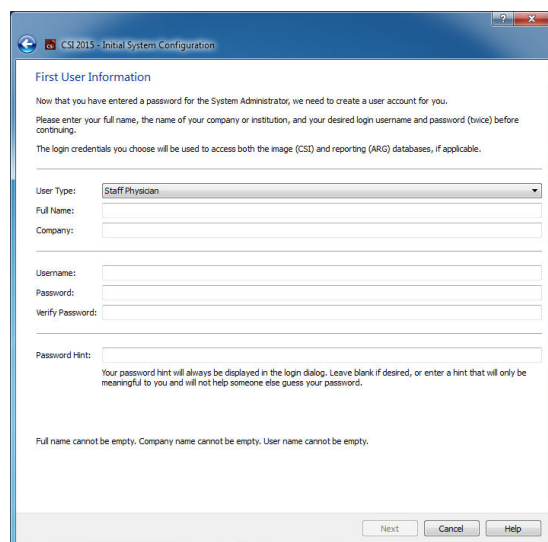 CSI 2015 - Initial System Configuration
First User Information
Now that you have entered a password for the System Administrator, we need to create a user account for you.
Please enter your full name, the name of your company or institution, and your desired login username and password (twice) before
continuing.
The login credentials you choose will be used to access both the image (CSI) and reporting (ARG) databases, if applicable.
User Type: Staff Physician
Full Name:
Company:
Username:
Password:
Verify Password:
Password Hint:
Your password hint will always be displayed in the login dialog. Leave blank if desired, or enter a hint that will only be
meaningful to you and will not help someone else guess your password.
Full name cannot be empty. Company name cannot be empty. User name cannot be empty.
Next Cancel Help